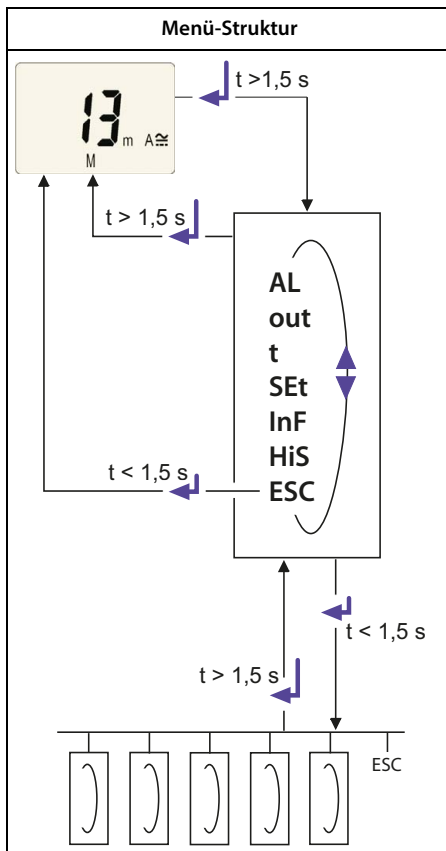 Menü-Struktur
t >1,5 s
13 m A≅
M
t > 1,5 s
AL
out
t
SEt
InF
HiS
ESC
t < 1,5 s
t < 1,5 s
t > 1,5 s
ESC